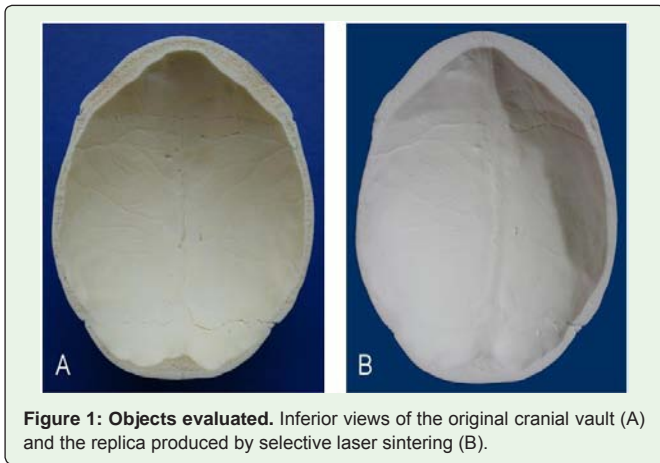 A
B
Figure 1: Objects evaluated. Inferior views of the original cranial vault (A)
and the replica produced by selective laser sintering (B).